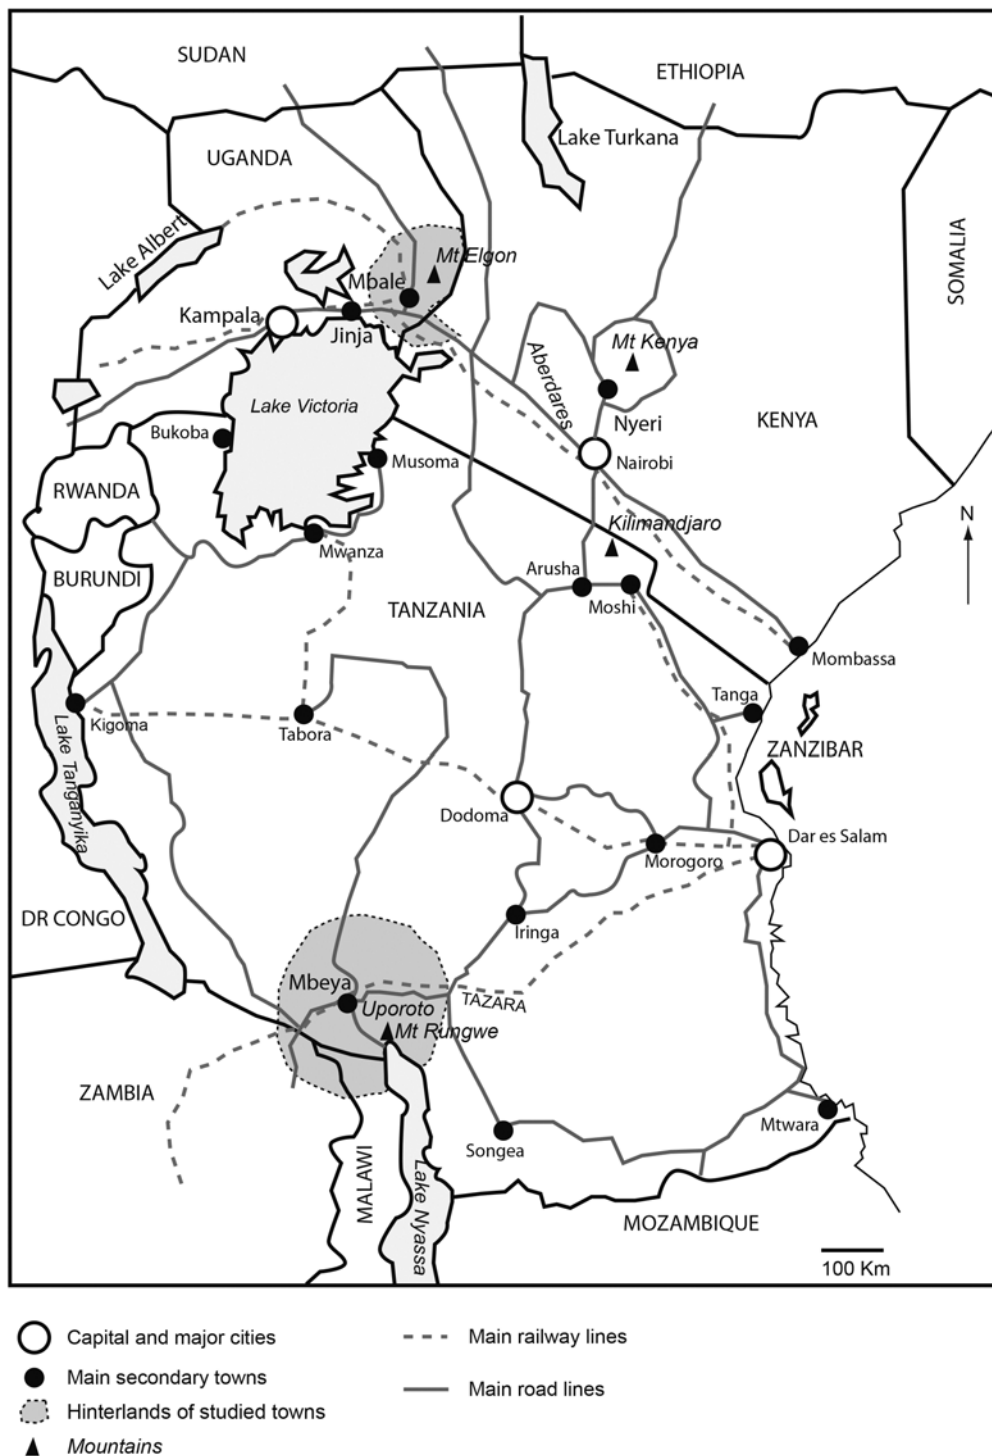 SUDAN
ETHIOPIA
Lake Turkana
UGANDA
SOMALIA
Lake Albert
Mt Elgon
Mbale
Kampala
Jinja
Mt Kenya
Aberdares
Lake Victoria
Nyeri
KENYA
Bukoba
Musoma
Nairobi
RWANDA
N
Kilimandjaro
Mwanza
BURUNDI
Arusha
Moshi
TANZANIA
Mombassa
Tanga
Kigoma
Tabora
ZANZIBAR
Lake Tanganyika
Dodoma
Dar es Salam
Morogoro
DR CONGO
Iringa
Mbeya
Uporoto
TAZARA
Mt Rungwe
ZAMBIA
Mtwara
Songea
MALAWI
Lake Nyassa
MOZAMBIQUE
100 Km
Capital and major cities
Main railway lines
Main secondary towns
Main road lines
Hinterlands of studied towns
Mountains